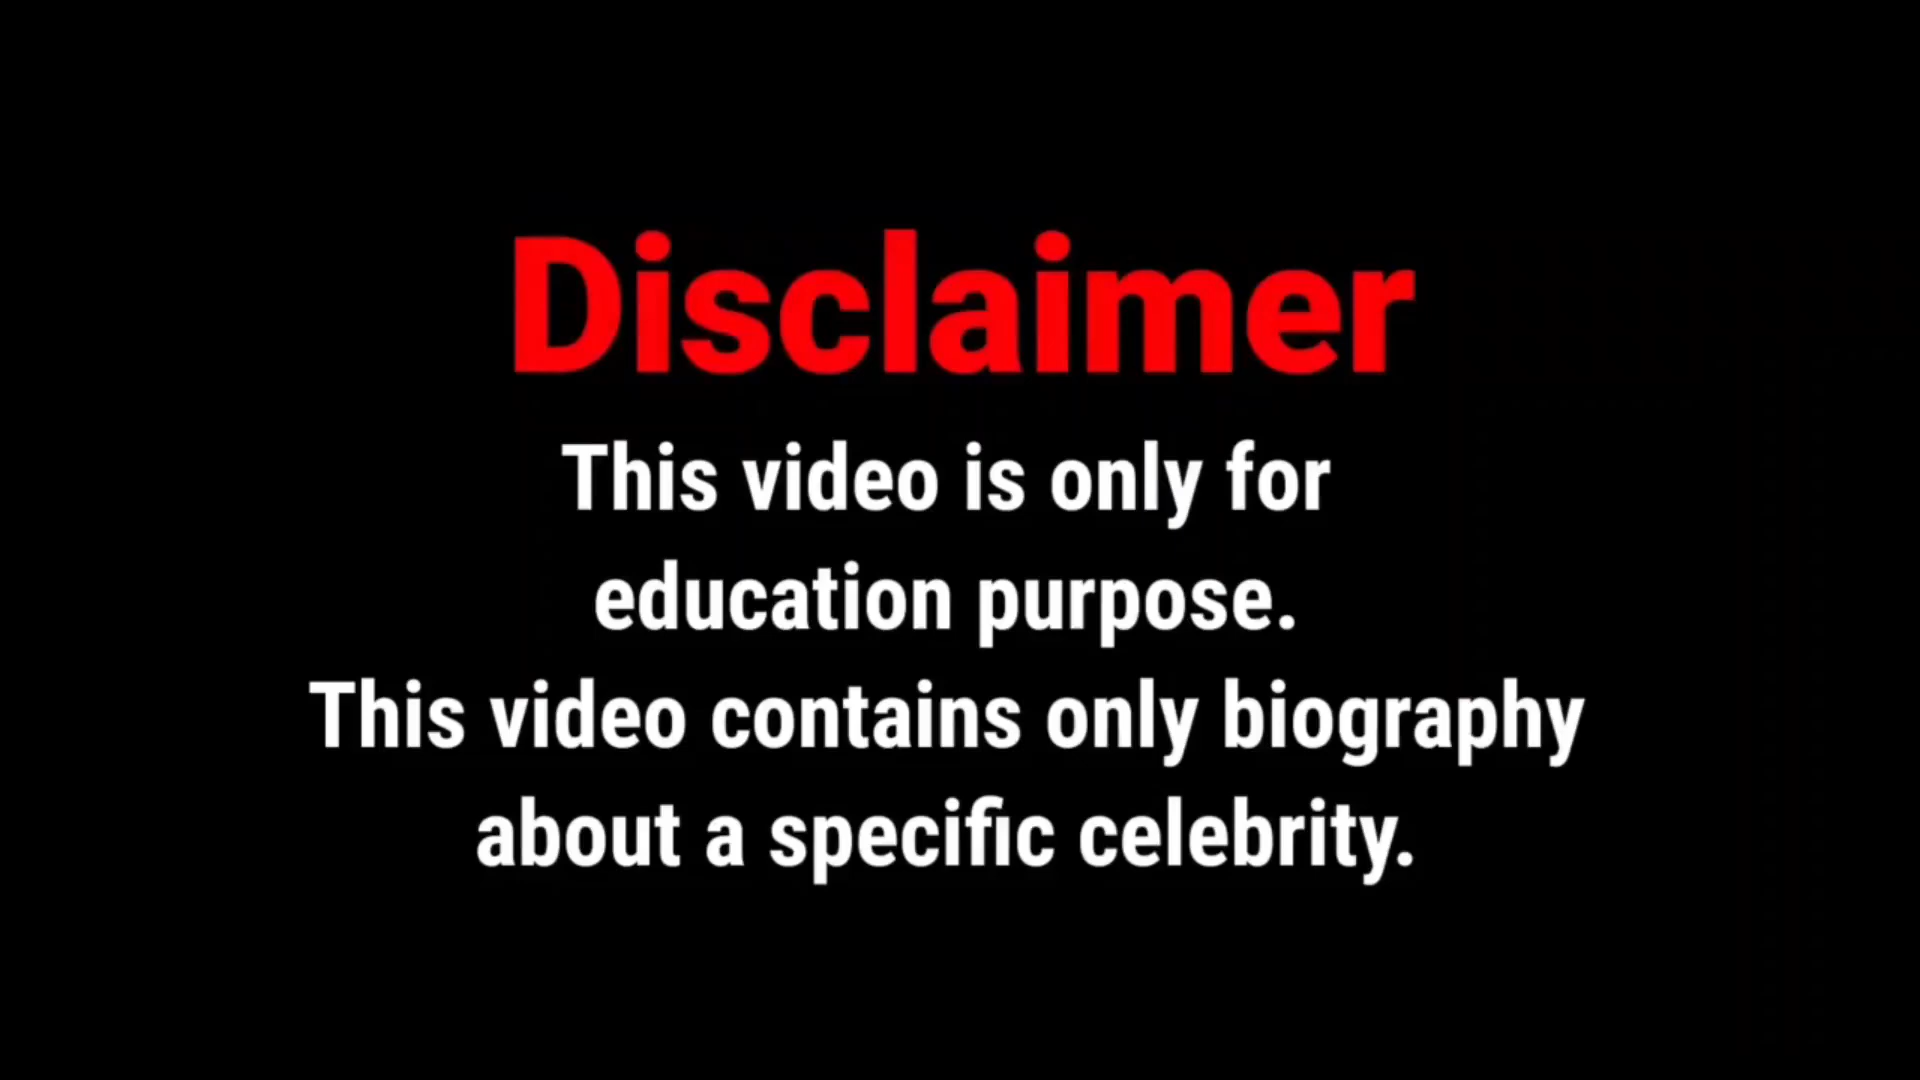 Disclaimer
This video is only for
education purpose.
This video contains only biography
about a specific celebrity.